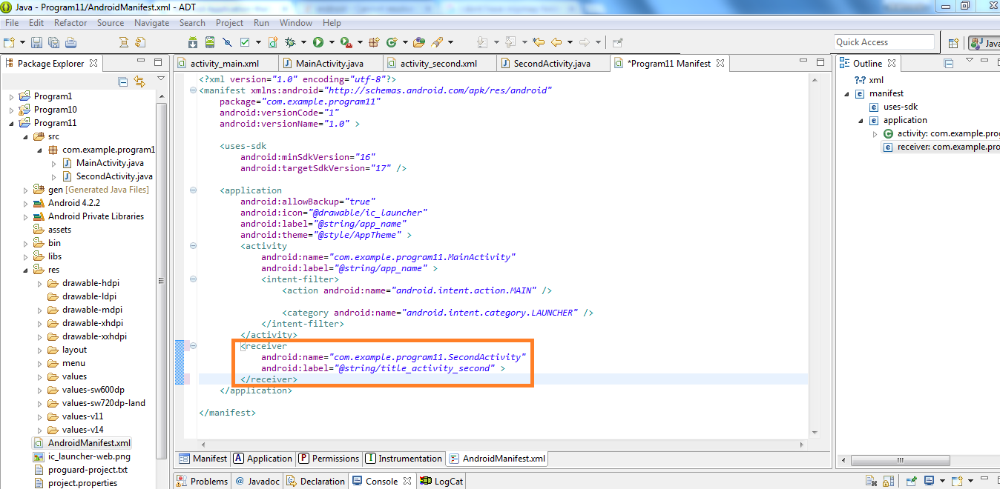 Java - Program11/AndroidManifest.xml - ADT
File Edit Refactor Source Navigate Search Project Run Window Help
Quick Access
Java
Package Explorer
activity_main.xml
MainActivity.java
activity_second.xml
SecondActivity.java
*Program11 Manifest
Outline
Program1
Program10
Program11
src
com.example.program1
MainActivity.java
SecondActivity.java
gen [Generated Java Files]
Android 4.2.2
Android Private Libraries
assets
bin
libs
res
drawable-hdpi
drawable-ldpi
drawable-mdpi
drawable-xhdpi
drawable-xxhdpi
layout
menu
values
values-sw600dp
values-sw720dp-land
values-v11
values-v14
AndroidManifest.xml
ic_launcher-web.png
proguard-project.txt
project.properties
<?xml version="1.0" encoding="utf-8"?>
<manifest xmlns:android="http://schemas.android.com/apk/res/android"
package="com.example.program11"
android:versionCode="1"
android:versionName="1.0" >
<uses-sdk
android:minSdkVersion="16"
android:targetSdkVersion="17" />
<application
android:allowBackup="true"
android:icon="@drawable/ic_launcher"
android:label="@string/app_name"
android:theme="@style/AppTheme" >
<activity
android:name="com.example.program11.MainActivity"
android:label="@string/app_name" >
<intent-filter>
<action android:name="android.intent.action.MAIN" />
<category android:name="android.intent.category.LAUNCHER" />
</intent-filter>
</activity>
<receiver
android:name="com.example.program11.SecondActivity"
android:label="@string/title_activity_second" >
</receiver>
</application>
</manifest>
?=? xml
manifest
uses-sdk
application
activity: com.example.prog
receiver: com.example.pro
Manifest
Application
Permissions
Instrumentation
AndroidManifest.xml
Problems
Javadoc
Declaration
Console
LogCat